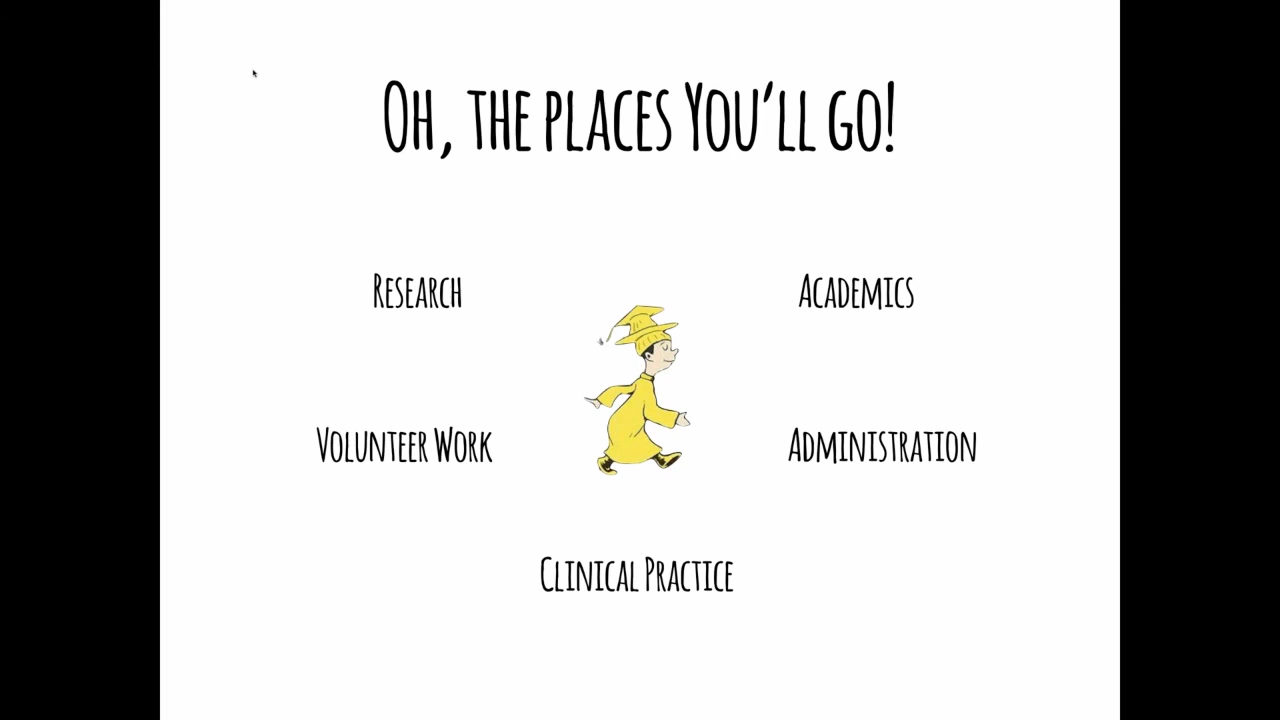 Oh, the places You'll go!
Research
Academics
Volunteer Work
Administration
Clinical Practice